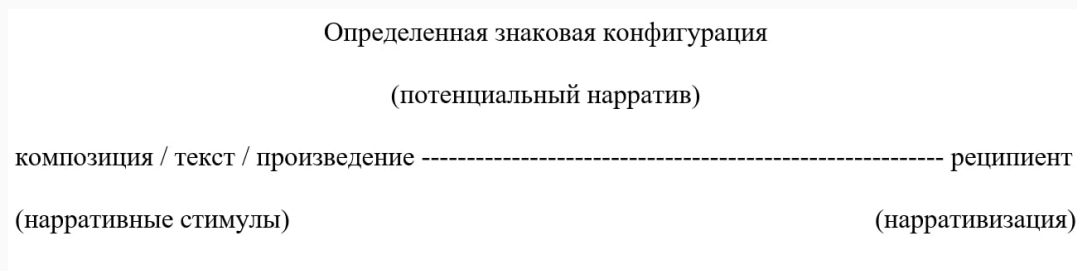 Определенная знаковая конфигурация
(потенциальный нарратив)
композиция / текст / произведение ---------------------------------------------------------- реципиент
(нарративные стимулы) (нарративизация)